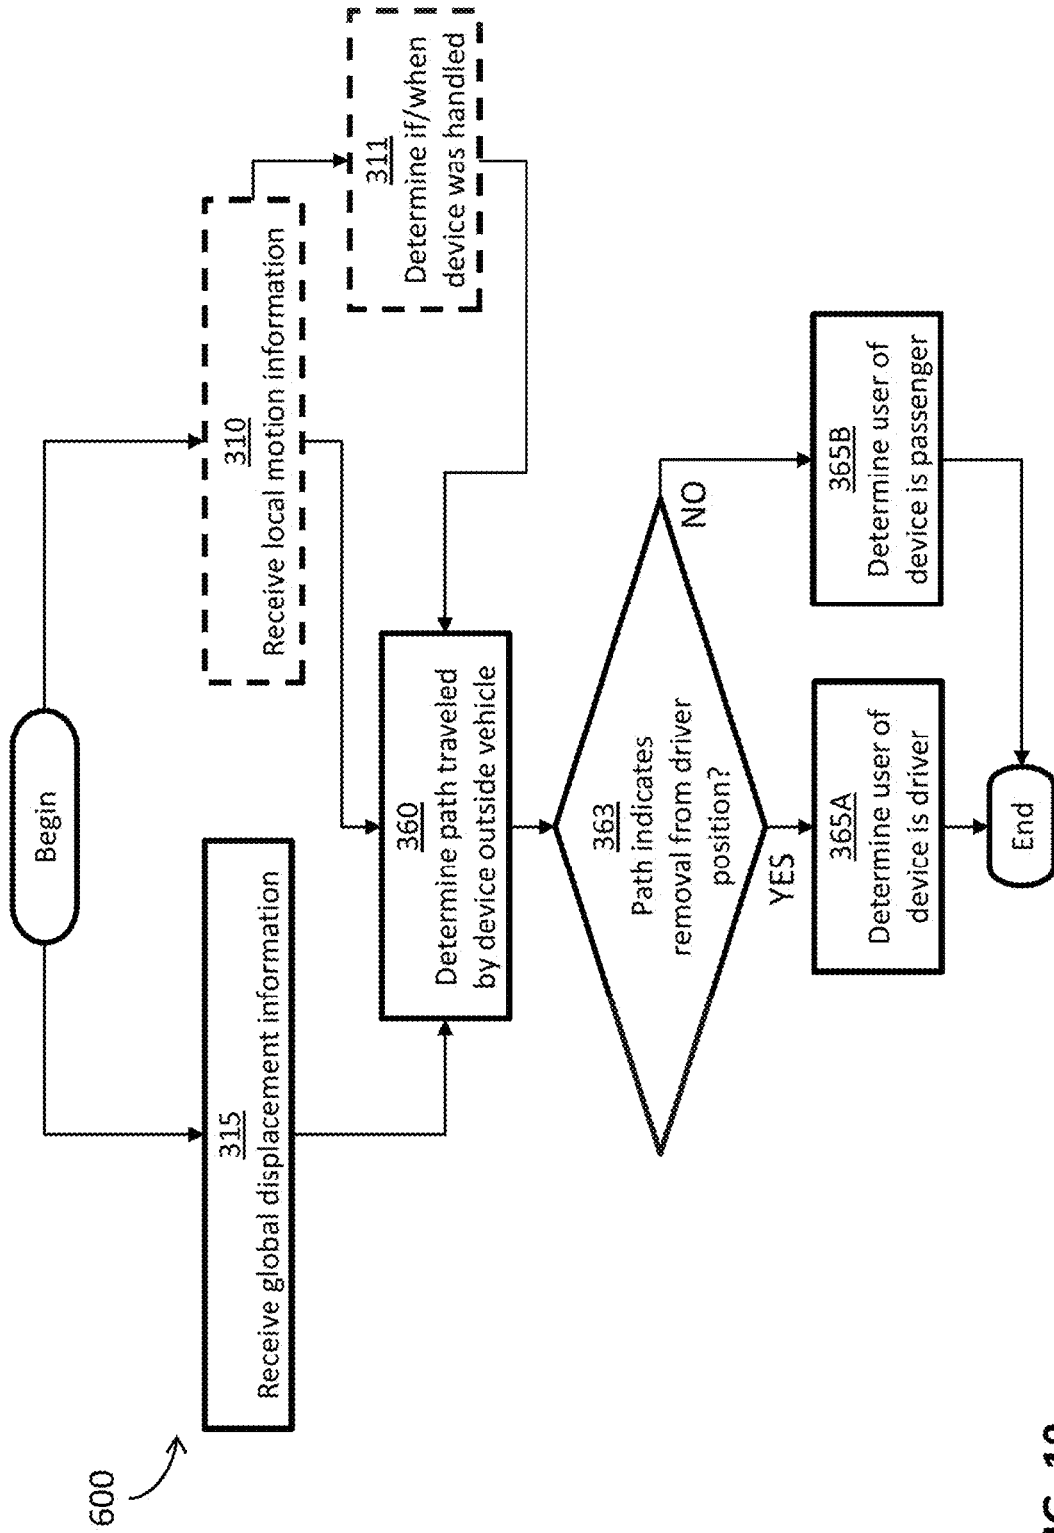 600
Begin
315
Receive global displacement information
310
Receive local motion information
311
Determine if/when
device was handled
360
Determine path traveled
by device outside vehicle
363
Path indicates
removal from driver
position?
YES
NO
365A
Determine user of
device is driver
365B
Determine user of
device is passenger
End